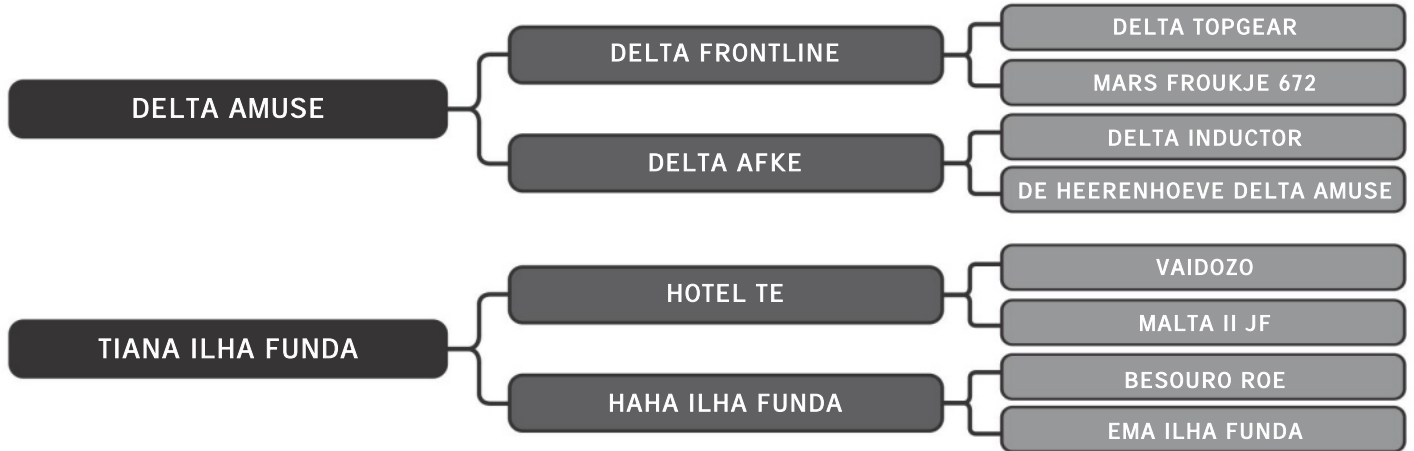 DELTA AMUSE
DELTA FRONTLINE
DELTA TOPGEAR
MARS FROUKJE 672
DELTA AFKE
DELTA INDUCTOR
DE HEERENHOEVE DELTA AMUSE
TIANA ILHA FUNDA
HOTEL TE
VAIDOZO
MALTA II JF
HAHA ILHA FUNDA
BESOURO ROE
EMA ILHA FUNDA